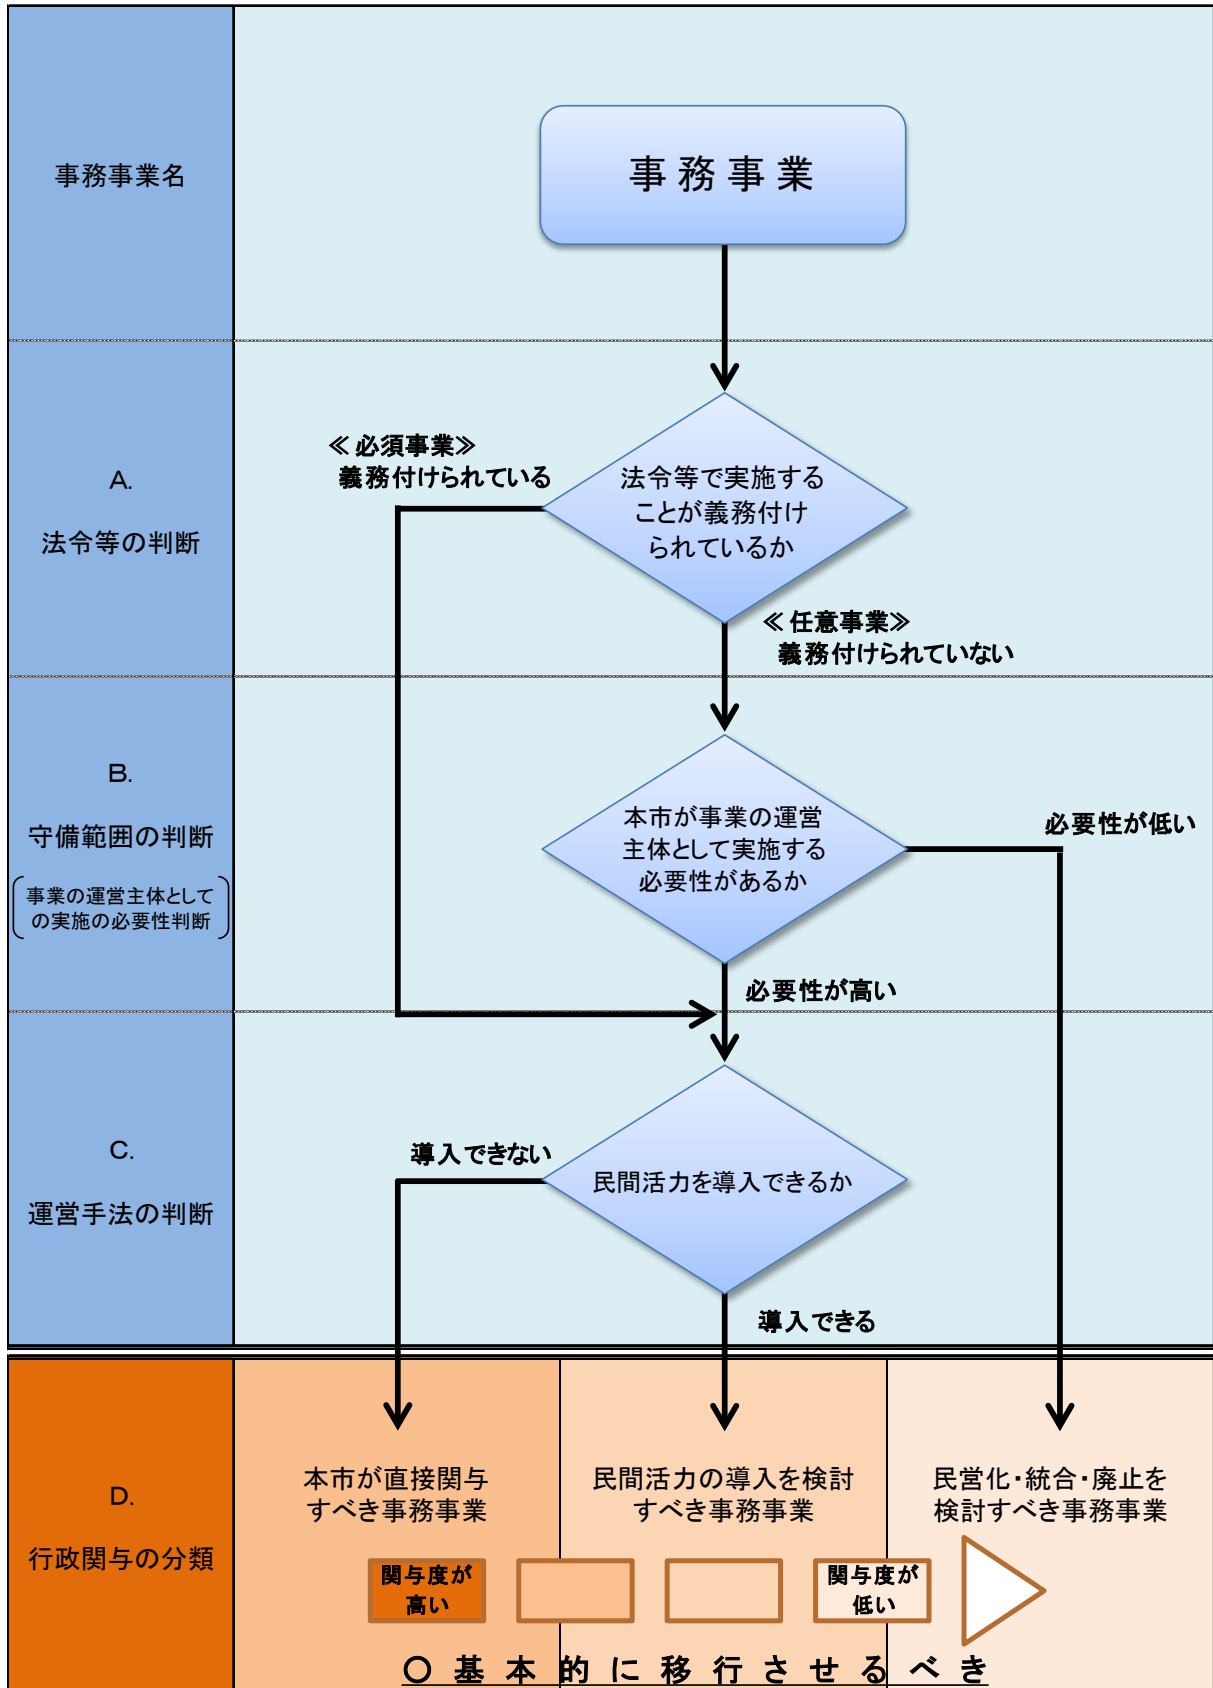 事務事業名
事務事業
A.
法令等の判断
≪必須事業≫
義務付けられている
法令等で実施する
ことが義務付け
られているか
≪任意事業≫
義務付けられていない
B.
守備範囲の判断
事業の運営主体として
の実施の必要性判断
本市が事業の運営
主体として実施する
必要性があるか
必要性が低い
必要性が高い
C.
運営手法の判断
導入できない
民間活力を導入できるか
導入できる
D.
行政関与の分類
本市が直接関与
すべき事務事業
民間活力の導入を検討
すべき事務事業
民営化・統合・廃止を
検討すべき事務事業
関与度が
高い
関与度が
低い
○基本的に移行させるべき